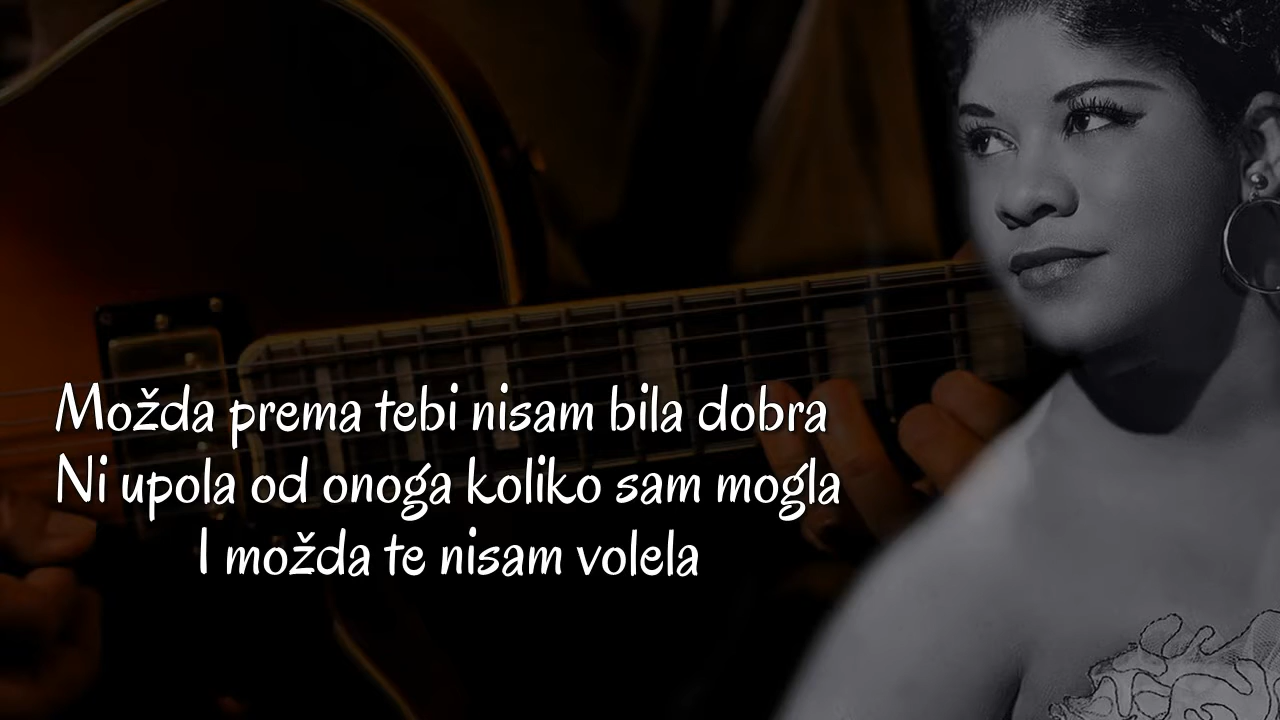 Možda prema tebi nisam bila dobra
Ni upola od onoga koliko sam mogla
I možda te nisam volela